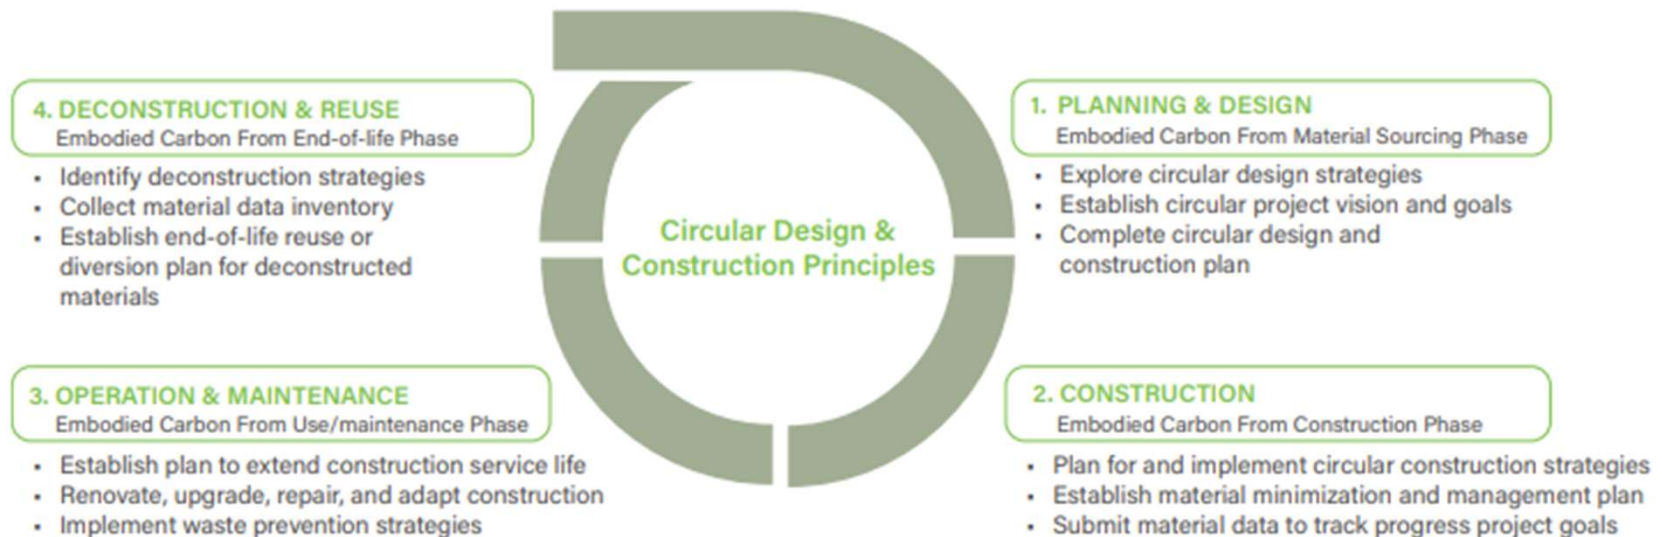 4. DECONSTRUCTION & REUSE
Embodied Carbon From End-of-life Phase
• Identify deconstruction strategies
• Collect material data inventory
• Establish end-of-life reuse or
diversion plan for deconstructed
materials
1. PLANNING & DESIGN
Embodied Carbon From Material Sourcing Phase
• Explore circular design strategies
• Establish circular project vision and goals
• Complete circular design and
construction plan
Circular Design &
Construction Principles
3. OPERATION & MAINTENANCE
Embodied Carbon From Use/maintenance Phase
• Establish plan to extend construction service life
• Renovate, upgrade, repair, and adapt construction
• Implement waste prevention strategies
2. CONSTRUCTION
Embodied Carbon From Construction Phase
• Plan for and implement circular construction strategies
• Establish material minimization and management plan
• Submit material data to track progress project goals